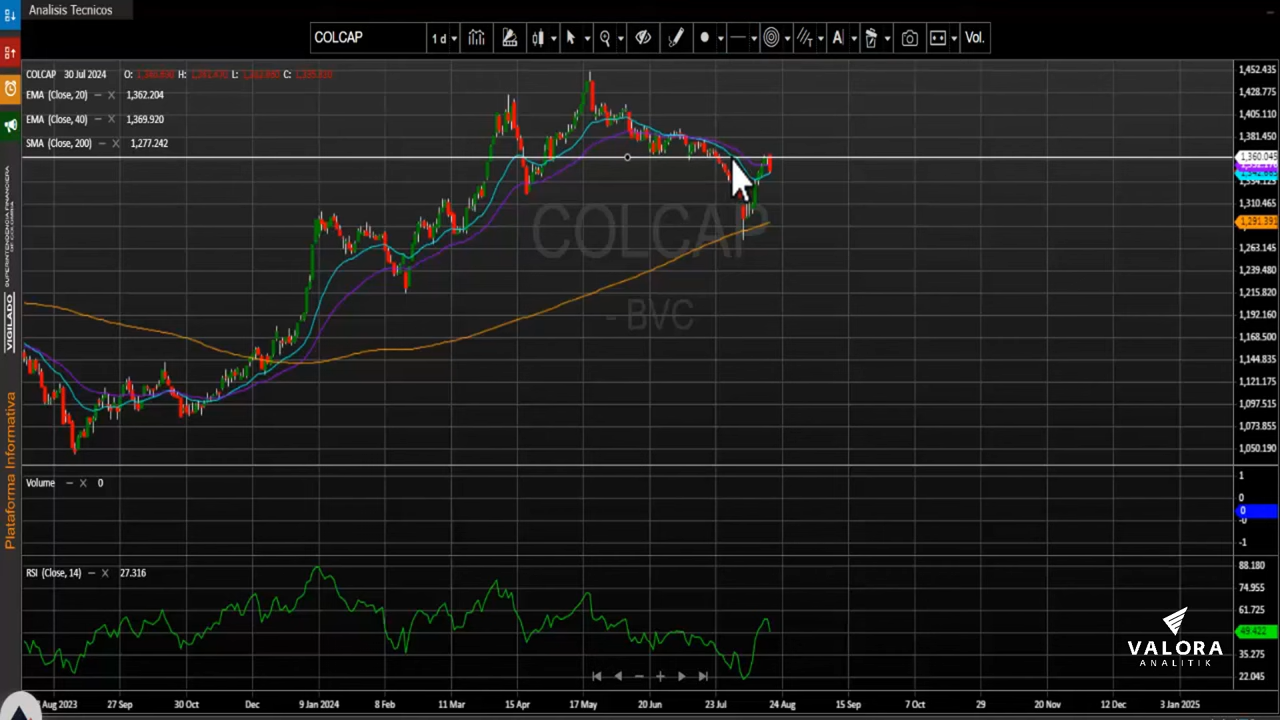 Analisis Tecnicos
COLCAP 1 d A Vol.
COLCAP 30 Jul 2024 O: H: L: C:
EMA (Close, 20) – X 1,362.204
EMA (Close, 40) – X 1,369.920
SMA (Close, 200) – X 1,277.242
1,452.435
1,428.775
1,405.110
1,381.450
1,360.045
1,310.465
1,291.391
1,263.145
1,239.480
1,215.820
1,192.160
1,168.500
1,144.835
1,121.175
1,097.515
1,073.855
1,050.190
COLCAP
- BVC
VIGILADO
Plataforma Informativa
Volume – X 0
1
0
0
-0
-1
RSI (Close, 14) – X 27.316
88.180
74.955
61.725
49.422
35.275
22.045
VALORA
ANALITIK
Aug 2023 27 Sep 30 Oct Dec 9 Jan 2024 8 Feb 11 Mar 15 Apr 17 May 20 Jun 23 Jul 24 Aug 15 Sep 7 Oct 29 20 Nov 12 Dec 3 Jan 2025